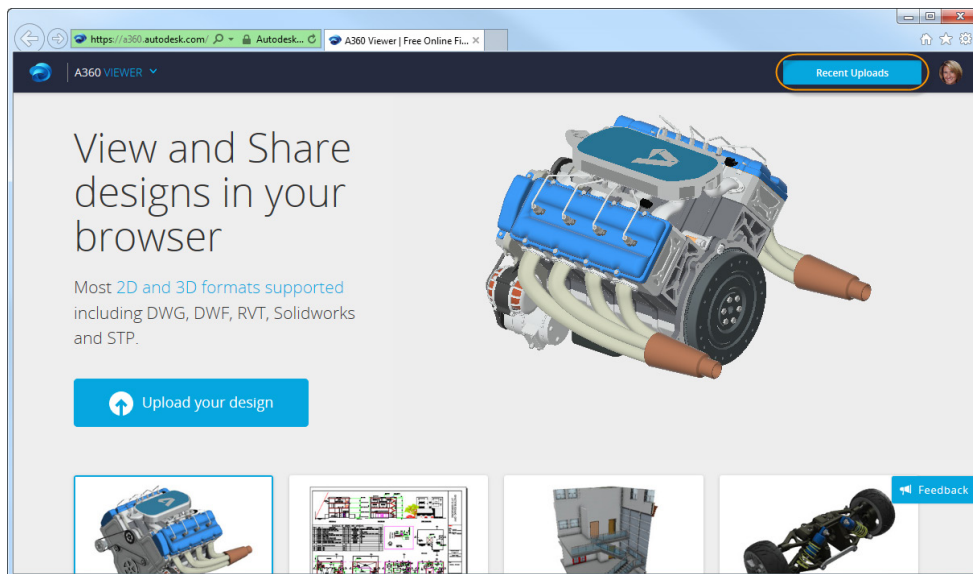 https://a360.autodesk.com/
Autodesk...
A360 Viewer | Free Online Fi...
A360 VIEWER
Recent Uploads
View and Share
designs in your
browser
Most 2D and 3D formats supported
including DWG, DWF, RVT, Solidworks
and STP.
Upload your design
Feedback